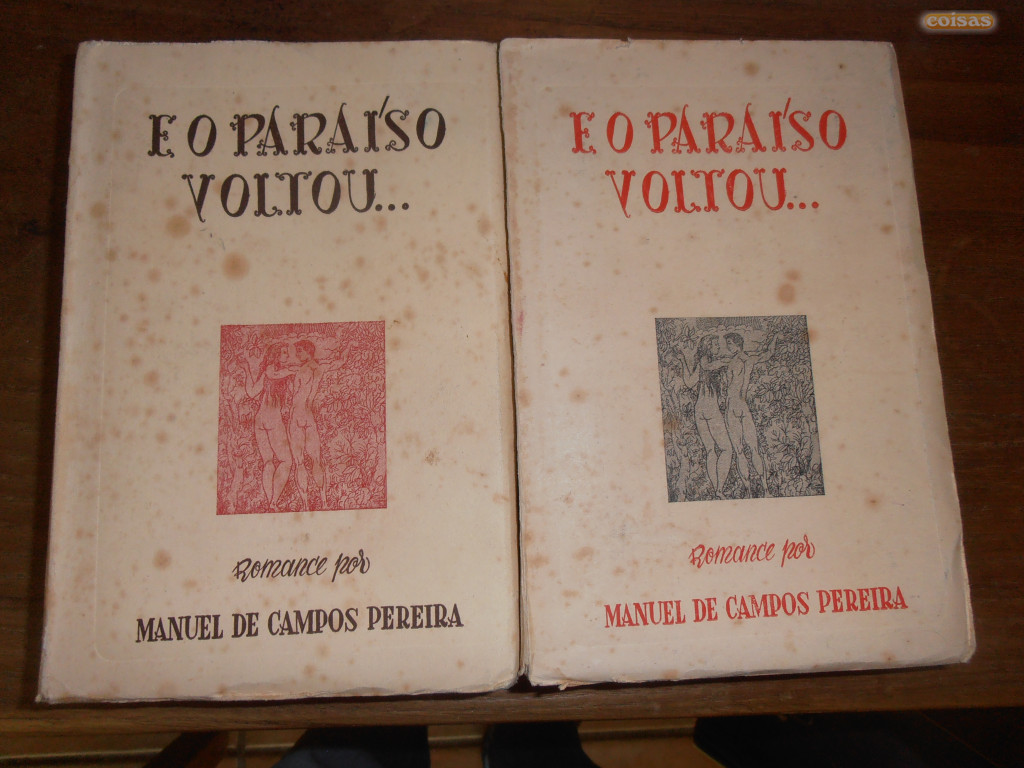 coisas
E O PARAÍSO
VOLTOU...
Romance por
MANUEL DE CAMPOS PEREIRA
E O PARAÍSO
VOLTOU...
Romance por
MANUEL DE CAMPOS PEREIRA